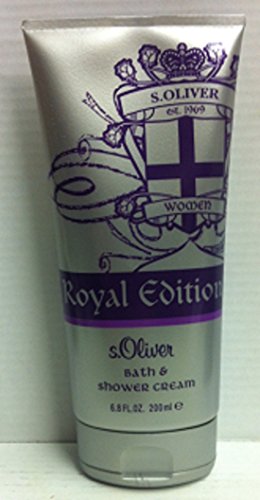 S.OLIVER
EST. 1969
WOMEN
Royal Edition
s.Oliver
BATH &
SHOWER CREAM
6.8 FL.OZ. 200ml ℮